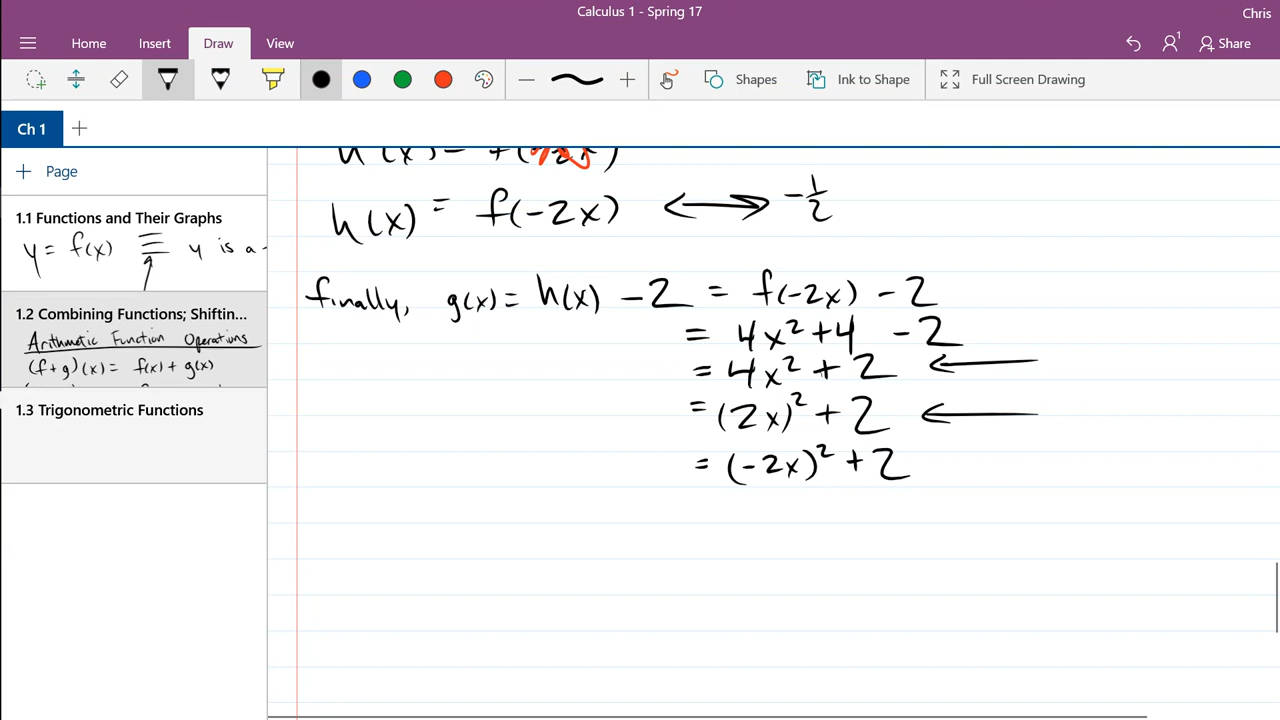 Calculus 1 - Spring 17
Chris
Home Insert Draw View
Share
Shapes Ink to Shape Full Screen Drawing
Ch 1
Page
1.1 Functions and Their Graphs
y = f(x) ≡ y is a
1.2 Combining Functions; Shiftin...
Arithmetic Function Operations
(f+g)(x) = f(x) + g(x)
1.3 Trigonometric Functions
h(x) = f(-2x) ⟷ -1/2
finally, g(x) = h(x) - 2 = f(-2x) - 2
= 4x² + 4 - 2
= 4x² + 2 ←
= (2x)² + 2 ←
= (-2x)² + 2